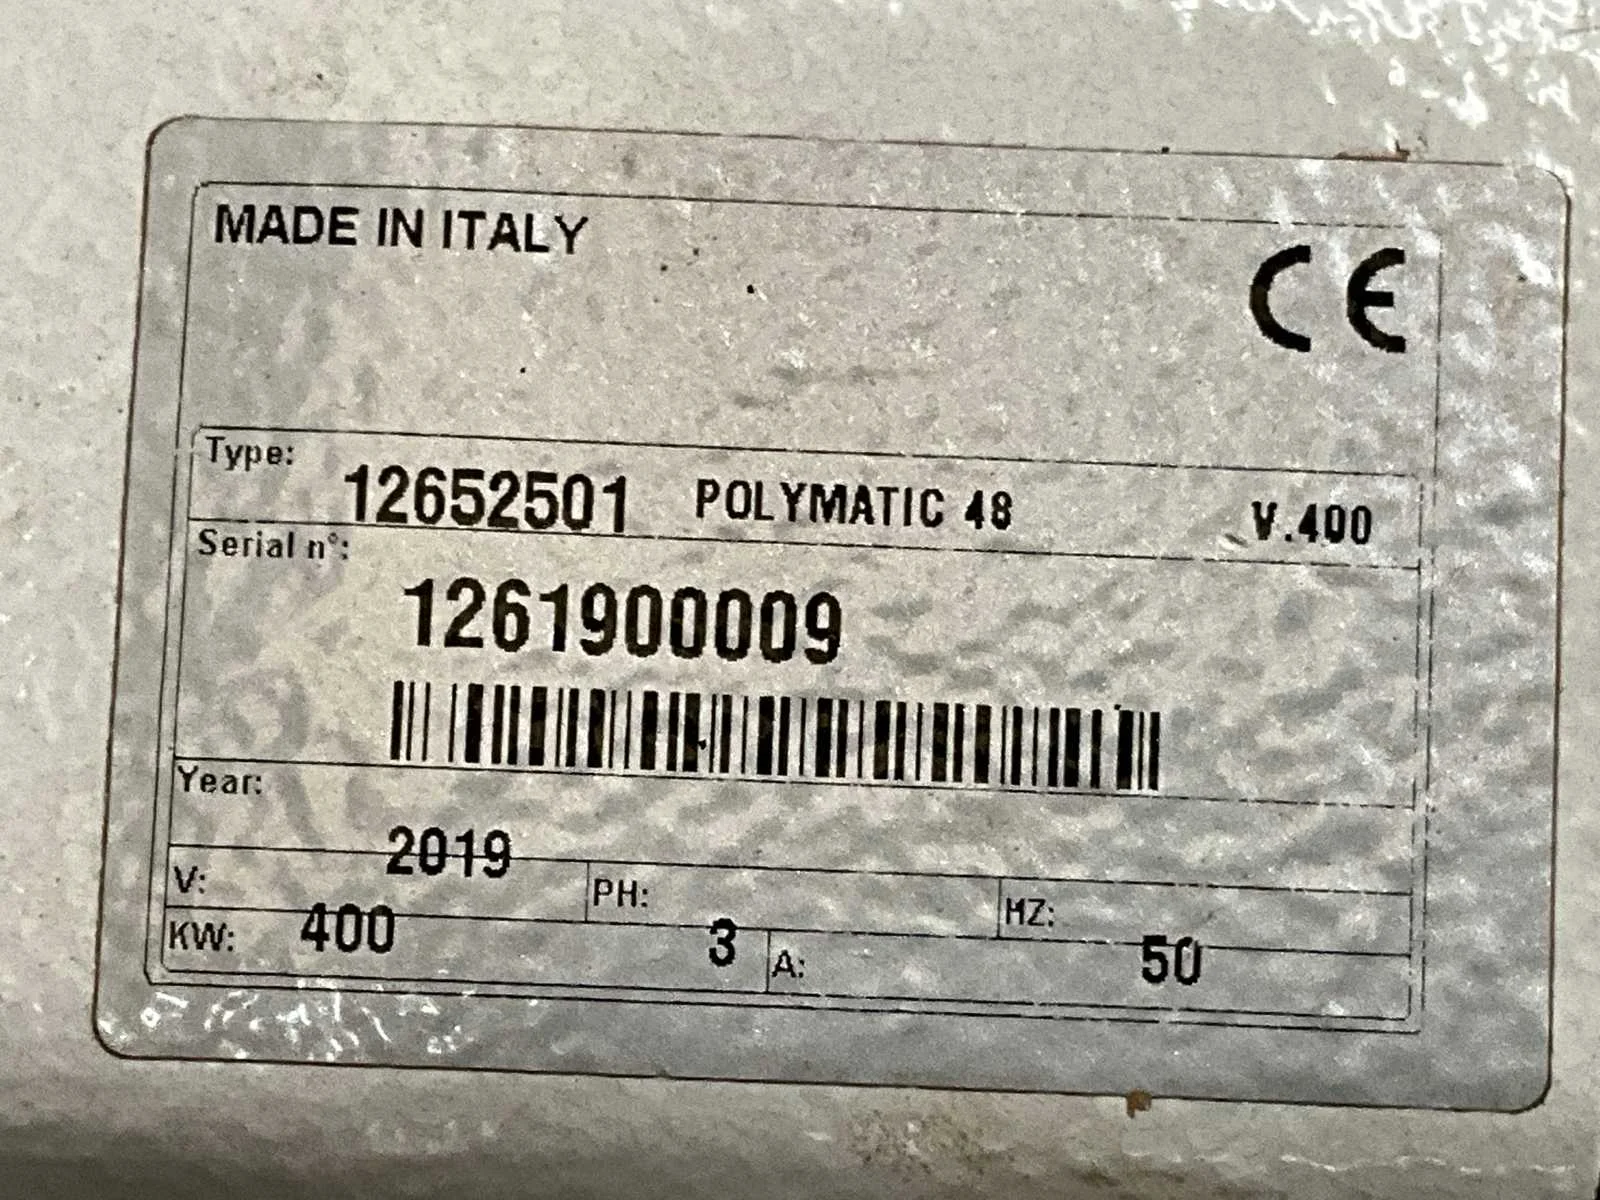 MADE IN ITALY
CE
Type: 12652501 POLYMATIC 48 V.400
Serial n°:
1261900009
Year:
2019
V: 400 PH: 3 HZ: 50
KW: A: